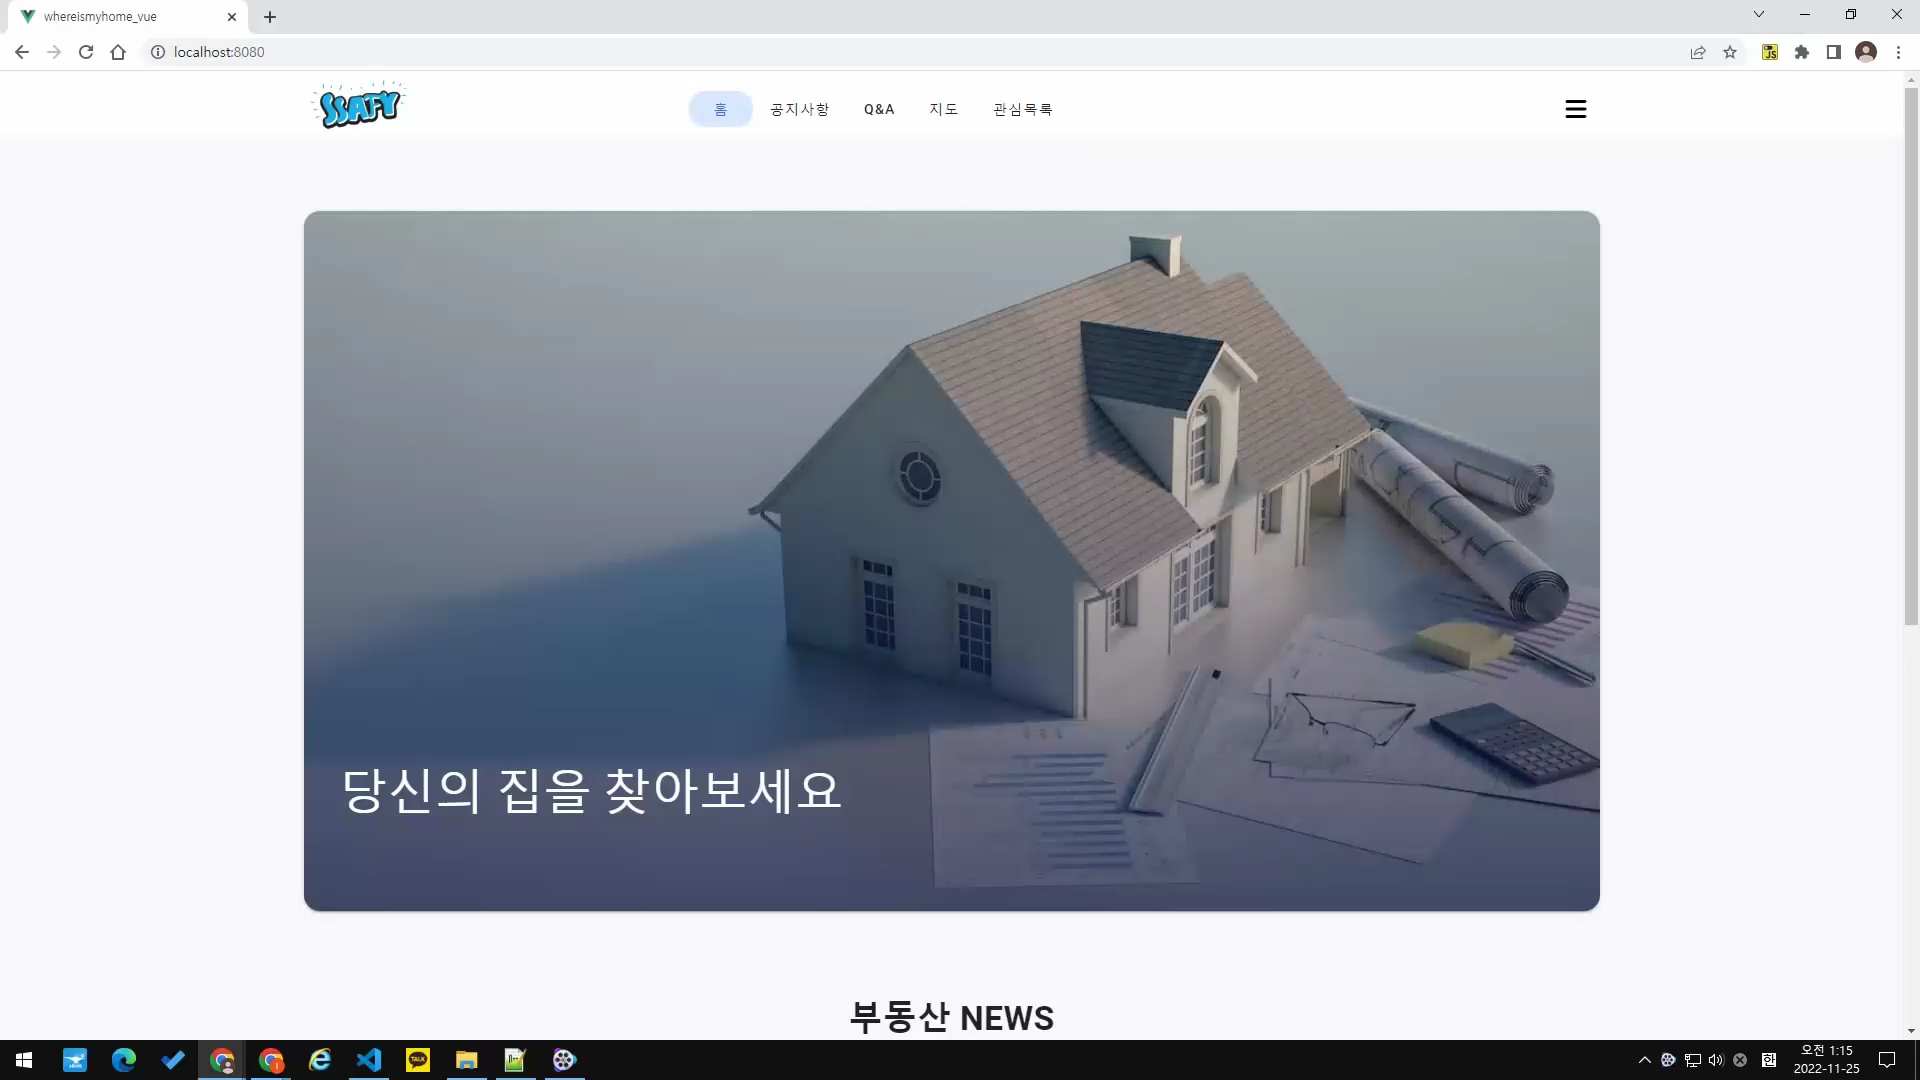 whereismyhome_vue
localhost:8080
SSAFY
홈 공지사항 Q&A 지도 관심목록
당신의 집을 찾아보세요
부동산 NEWS
TALK
한
오전 1:15
2022-11-25